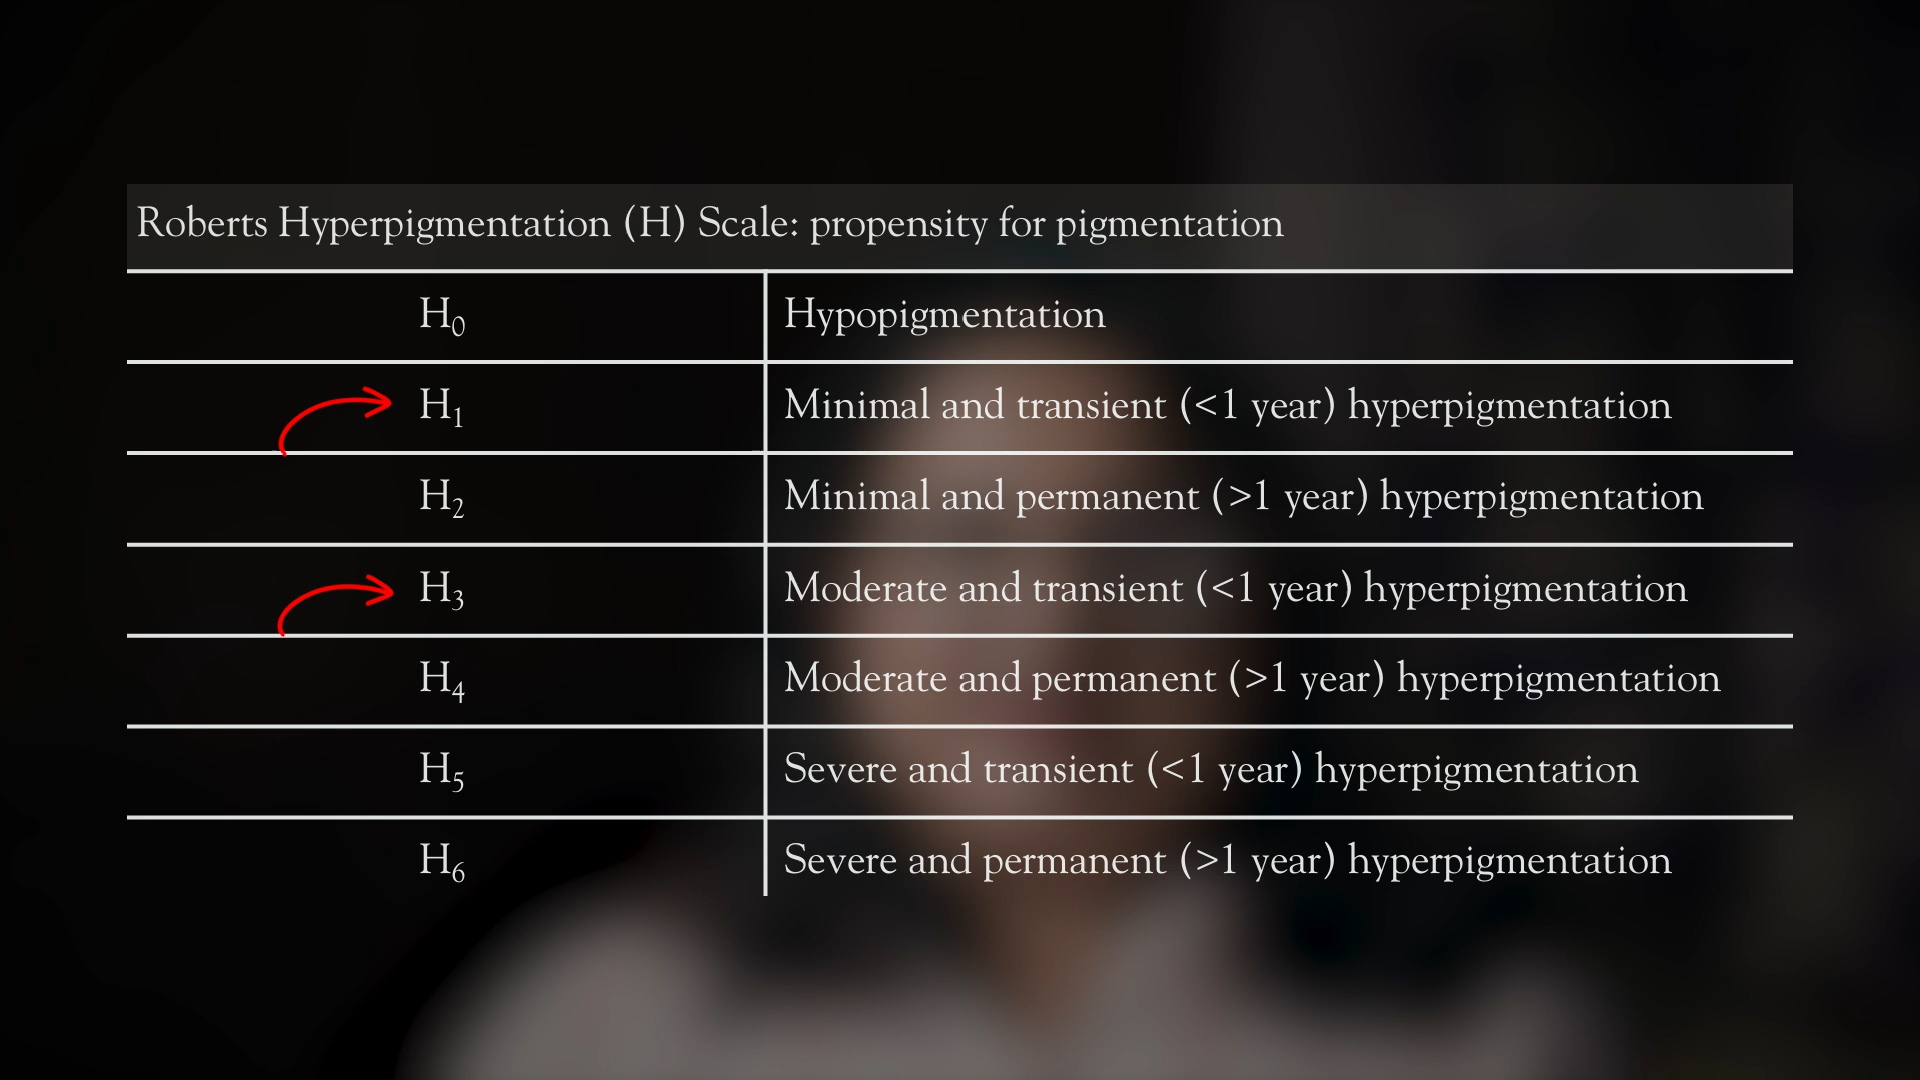 Roberts Hyperpigmentation (H) Scale: propensity for pigmentation
H₀ Hypopigmentation
H₁ Minimal and transient (<1 year) hyperpigmentation
H₂ Minimal and permanent (>1 year) hyperpigmentation
H₃ Moderate and transient (<1 year) hyperpigmentation
H₄ Moderate and permanent (>1 year) hyperpigmentation
H₅ Severe and transient (<1 year) hyperpigmentation
H₆ Severe and permanent (>1 year) hyperpigmentation